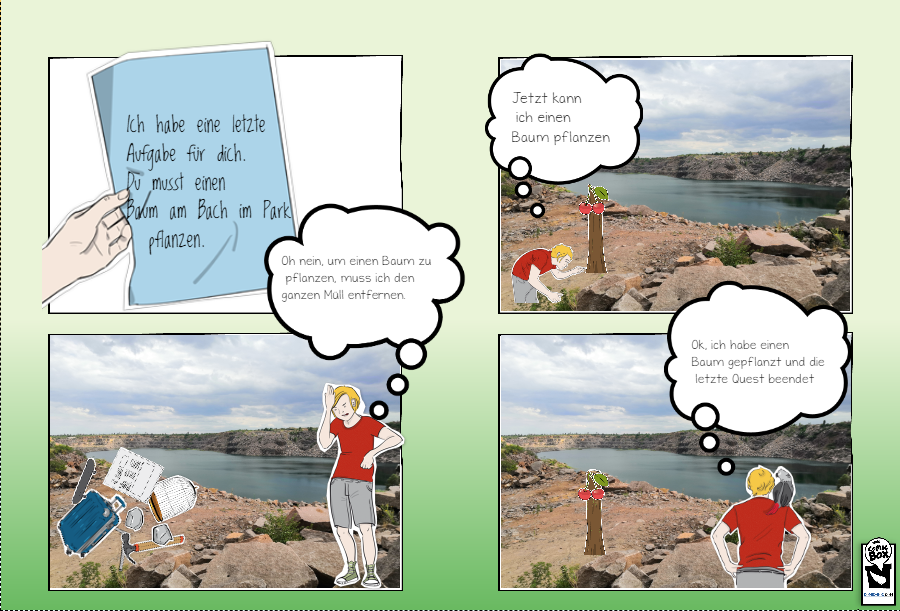 Ich habe eine letzte
Aufgabe für dich.
Du musst einen
Baum am Bach im Park
pflanzen.
Oh nein, um einen Baum zu
pflanzen, muss ich den
ganzen Müll entfernen.
Jetzt kann
ich einen
Baum pflanzen
Ok, ich habe einen
Baum gepflanzt und die
letzte Quest beendet
COMIC
BOX